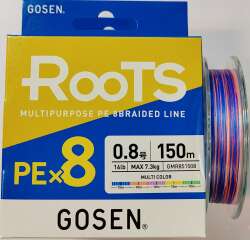 GOSEN.
ROOTS
MULTIPURPOSE PE 8BRAIDED LINE
PE×8
0.8号 150m
16lb MAX 7.3kg GMR851508
MULTI COLOR
GOSEN®